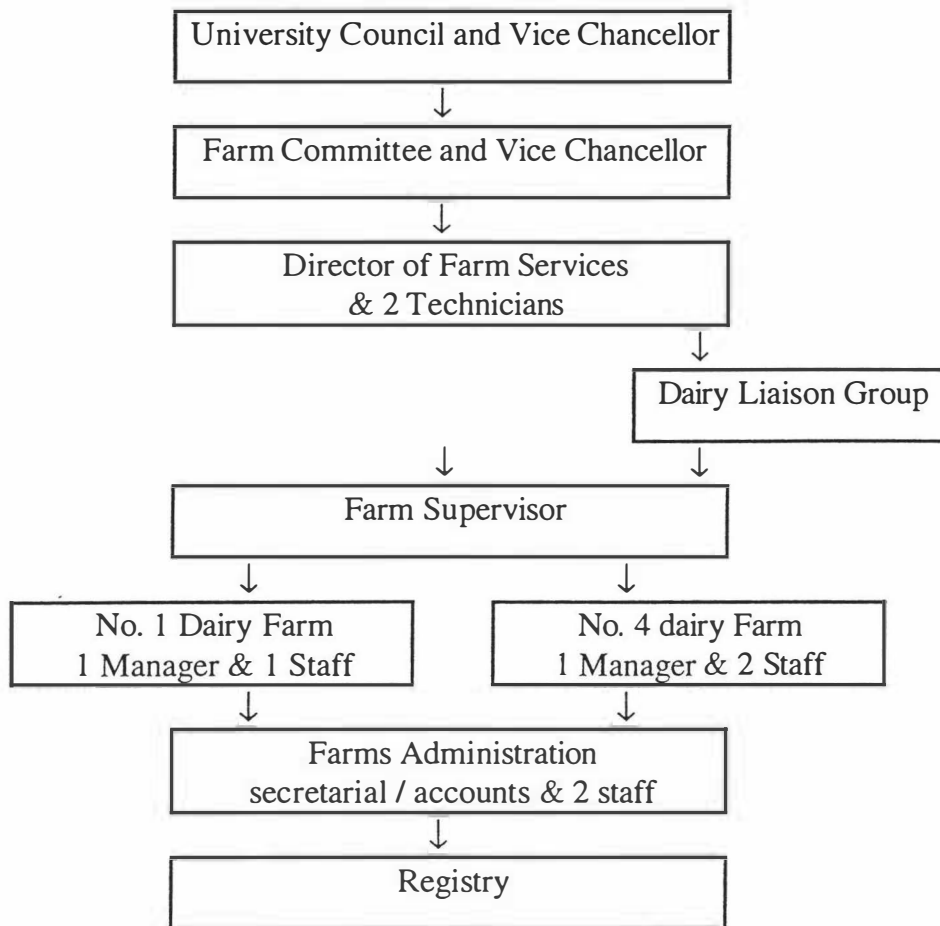 University Council and Vice Chancellor
↓
Farm Committee and Vice Chancellor
↓
Director of Farm Services
& 2 Technicians
↓
Dairy Liaison Group
↓ ↓
Farm Supervisor
↓ ↓
No. 1 Dairy Farm
1 Manager & 1 Staff
No. 4 dairy Farm
1 Manager & 2 Staff
↓ ↓
Farms Administration
secretarial / accounts & 2 staff
↓
Registry